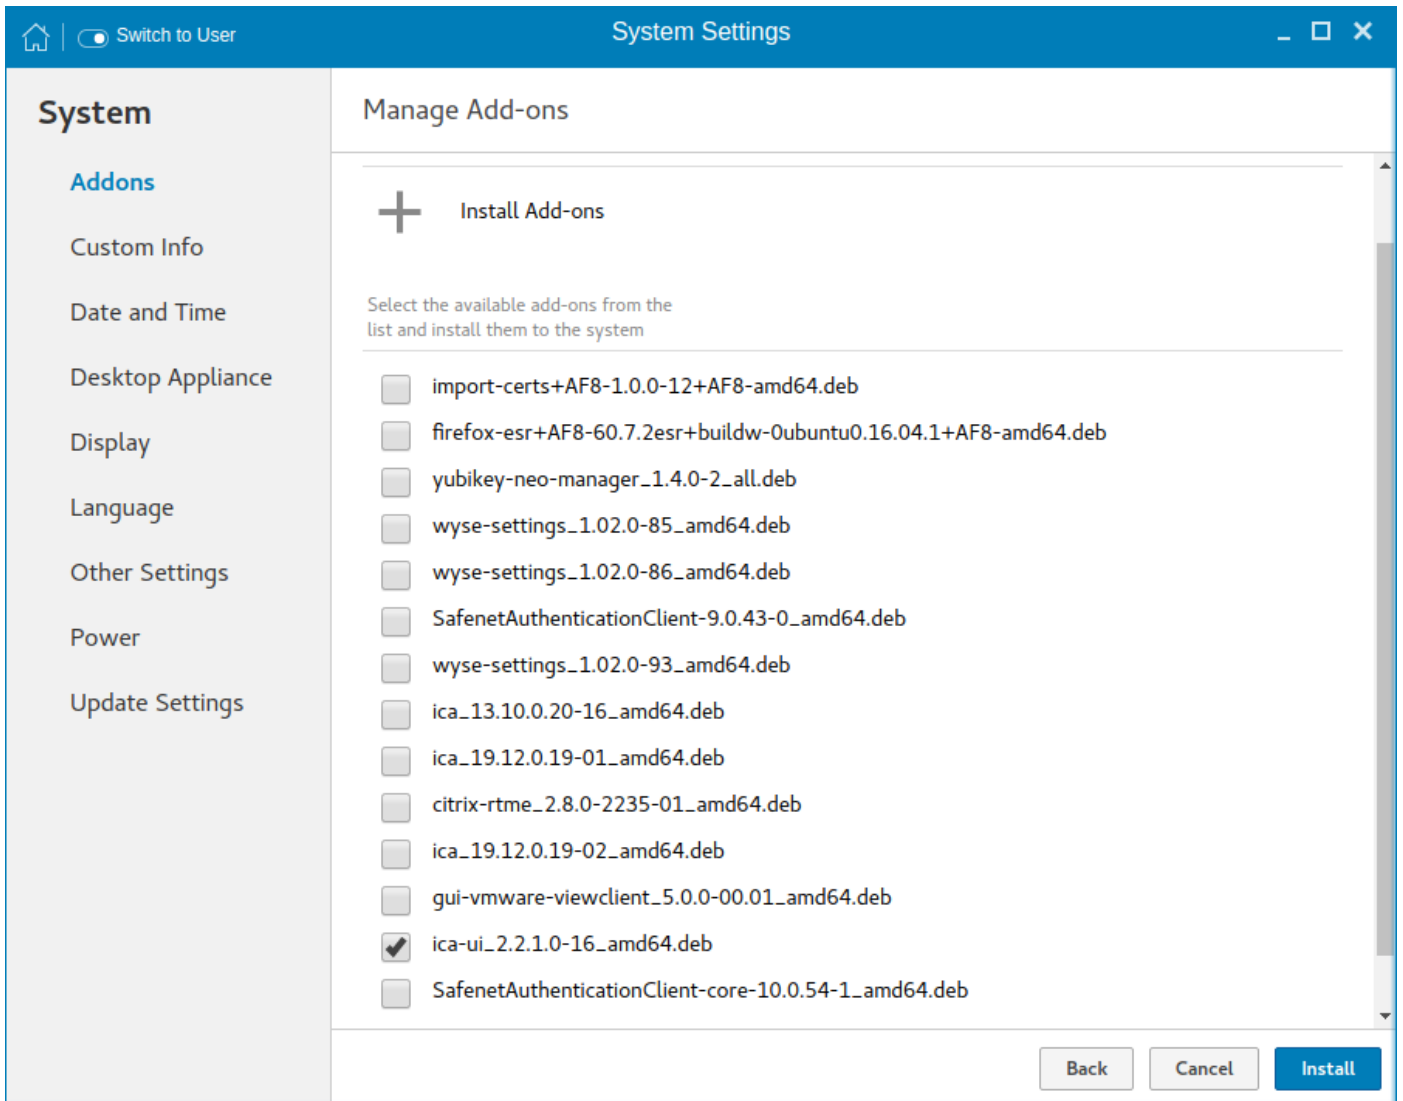 Switch to User
System Settings
System
Addons
Custom Info
Date and Time
Desktop Appliance
Display
Language
Other Settings
Power
Update Settings
Manage Add-ons
Install Add-ons
Select the available add-ons from the
list and install them to the system
import-certs+AF8-1.0.0-12+AF8-amd64.deb
firefox-esr+AF8-60.7.2esr+buildw-0ubuntu0.16.04.1+AF8-amd64.deb
yubikey-neo-manager_1.4.0-2_all.deb
wyse-settings_1.02.0-85_amd64.deb
wyse-settings_1.02.0-86_amd64.deb
SafenetAuthenticationClient-9.0.43-0_amd64.deb
wyse-settings_1.02.0-93_amd64.deb
ica_13.10.0.20-16_amd64.deb
ica_19.12.0.19-01_amd64.deb
citrix-rtme_2.8.0-2235-01_amd64.deb
ica_19.12.0.19-02_amd64.deb
gui-vmware-viewclient_5.0.0-00.01_amd64.deb
ica-ui_2.2.1.0-16_amd64.deb
SafenetAuthenticationClient-core-10.0.54-1_amd64.deb
Back
Cancel
Install